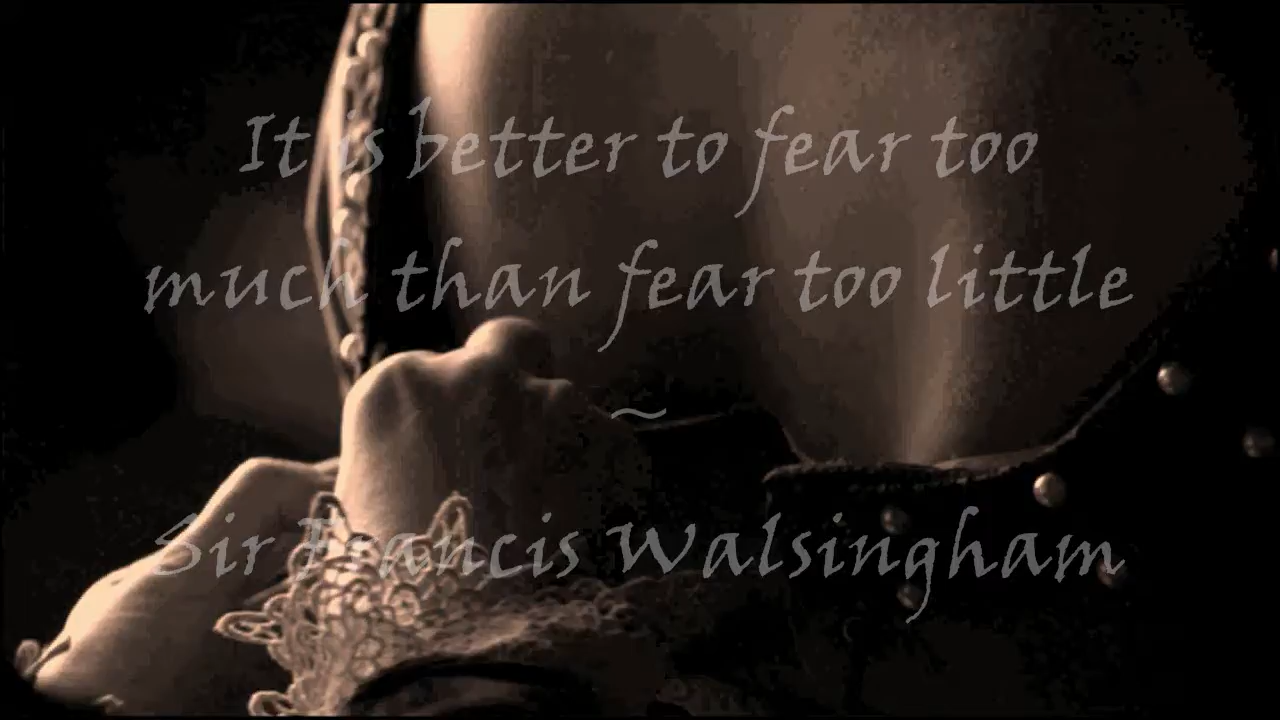 It is better to fear too
much than fear too little
~
Sir Francis Walsingham